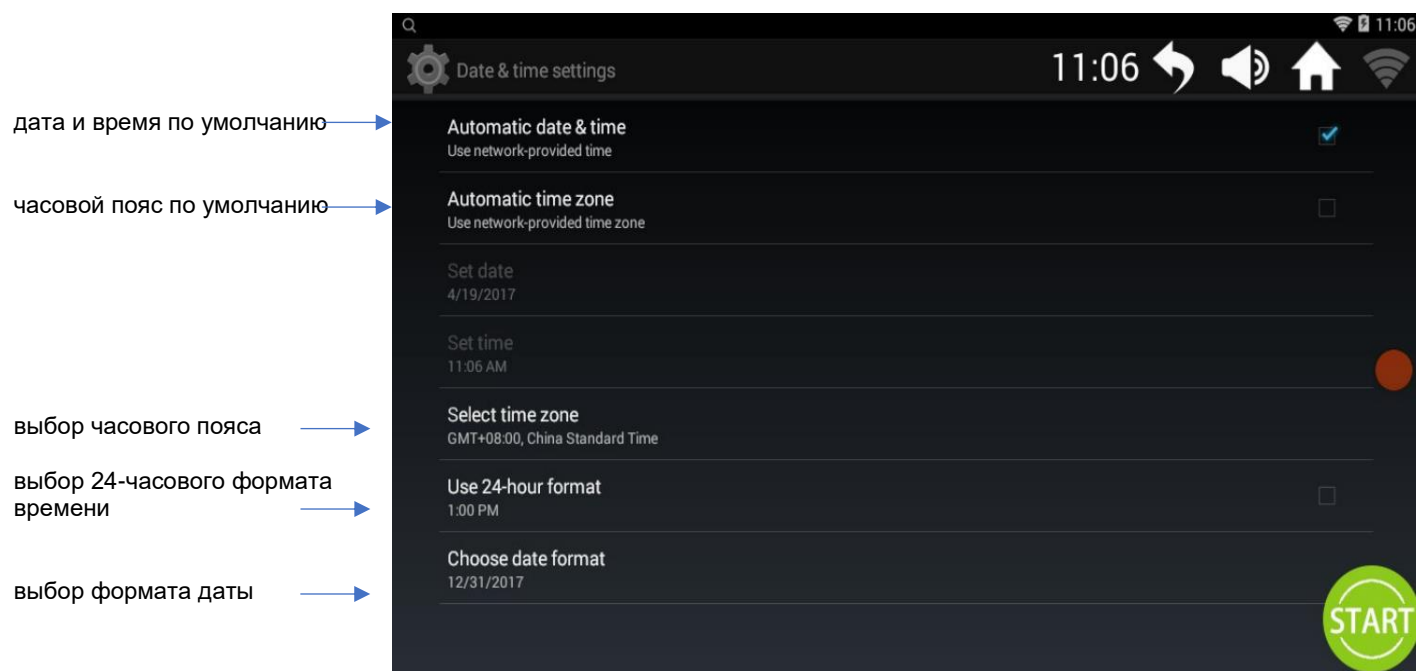 11:06
Date & time settings
11:06
дата и время по умолчанию
Automatic date & time
Use network-provided time
часовой пояс по умолчанию
Automatic time zone
Use network-provided time zone
Set date
4/19/2017
Set time
11:06 AM
выбор часового пояса
Select time zone
GMT+08:00, China Standard Time
выбор 24-часового формата
времени
Use 24-hour format
1:00 PM
выбор формата даты
Choose date format
12/31/2017
START